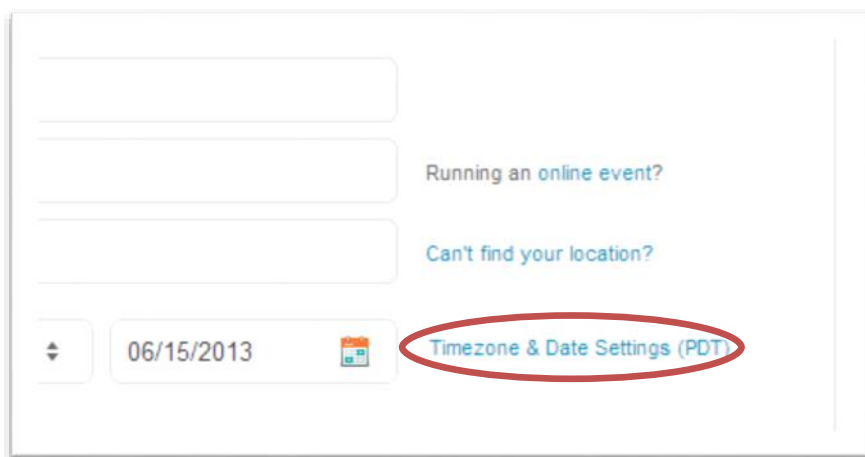 Running an online event?
Can't find your location?
06/15/2013 Timezone & Date Settings (PDT)